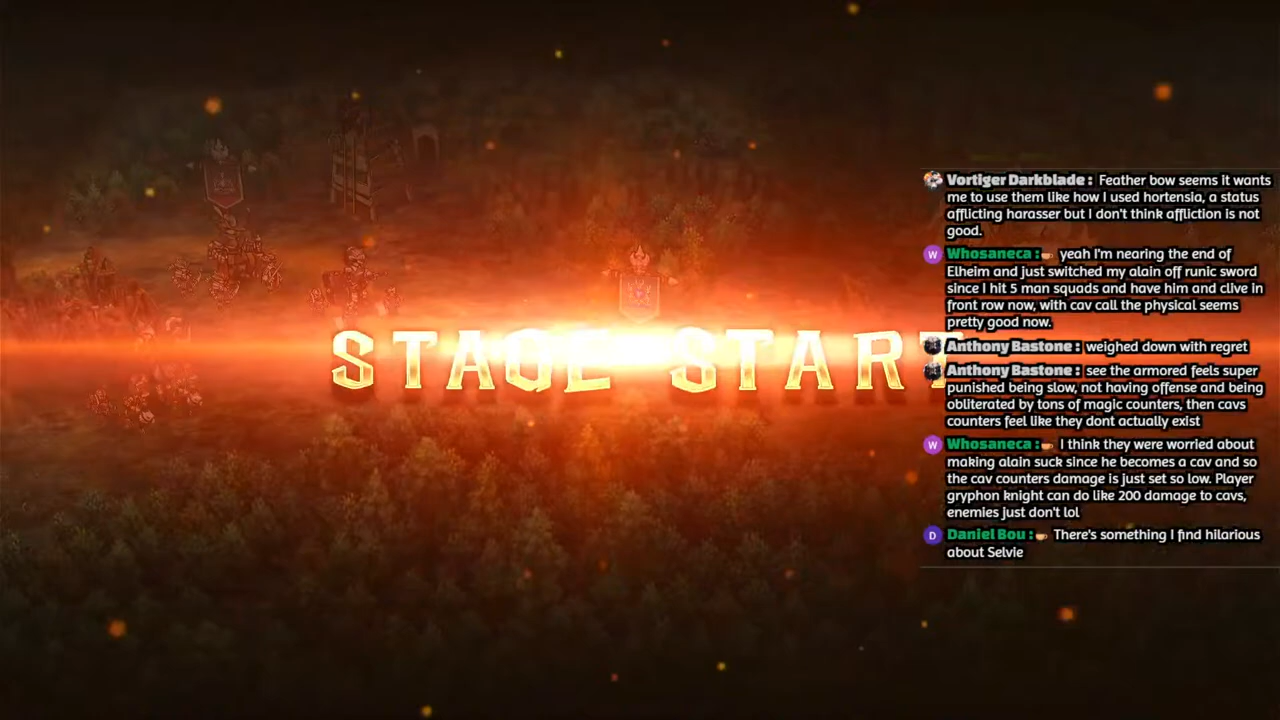 Vortiger Darkblade : Feather bow seems it wants
me to use them like how I used hortensia, a status
afflicting harasser but I don't think affliction is not
good.
W Whosaneca : yeah I'm nearing the end of
Elheim and just switched my alain off runic sword
since I hit 5 man squads and have him and clive in
front row now, with cav call the physical seems
pretty good now.
STAGE START
Anthony Bastone : weighed down with regret
Anthony Bastone : see the armored feels super
punished being slow, not having offense and being
obliterated by tons of magic counters, then cavs
counters feel like they dont actually exist
W Whosaneca : I think they were worried about
making alain suck since he becomes a cav and so
the cav counters damage is just set so low. Player
gryphon knight can do like 200 damage to cavs,
enemies just don't lol
D Daniel Bou : There's something I find hilarious
about Selvie